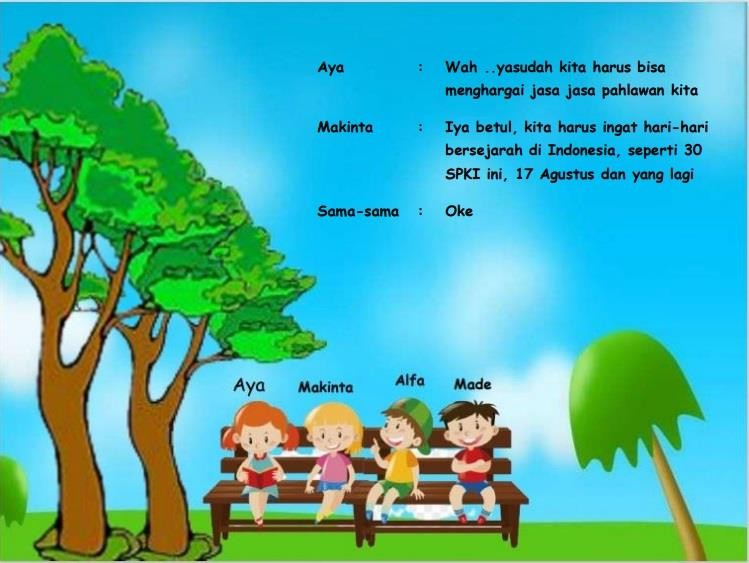 Aya : Wah ..yasudah kita harus bisa
menghargai jasa jasa pahlawan kita
Makinta : Iya betul, kita harus ingat hari-hari
bersejarah di Indonesia, seperti 30
SPKI ini, 17 Agustus dan yang lagi
Sama-sama : Oke
Aya Makinta Alfa Made